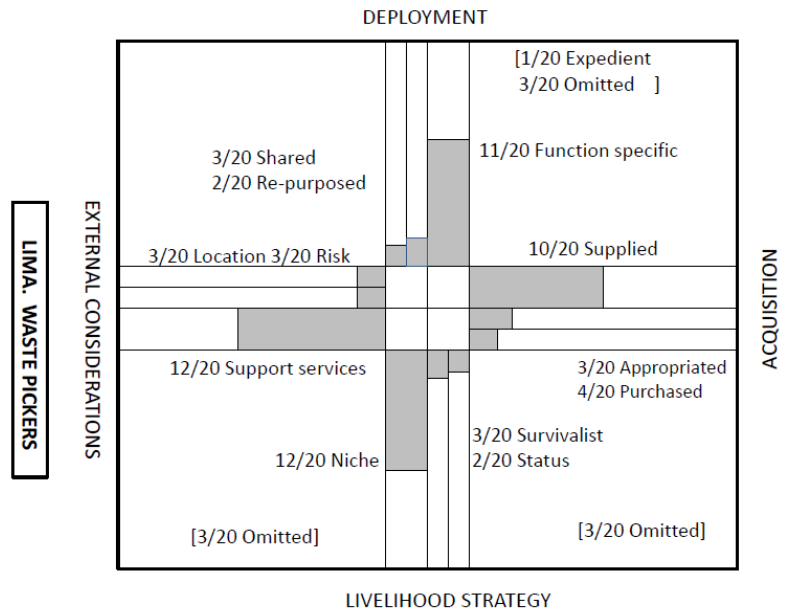 DEPLOYMENT
[1/20 Expedient
3/20 Omitted ]
11/20 Function specific
3/20 Shared
2/20 Re-purposed
3/20 Location 3/20 Risk
10/20 Supplied
LIMA. WASTE PICKERS
EXTERNAL CONSIDERATIONS
ACQUISITION
12/20 Support services
3/20 Appropriated
4/20 Purchased
12/20 Niche
3/20 Survivalist
2/20 Status
[3/20 Omitted]
[3/20 Omitted]
LIVELIHOOD STRATEGY